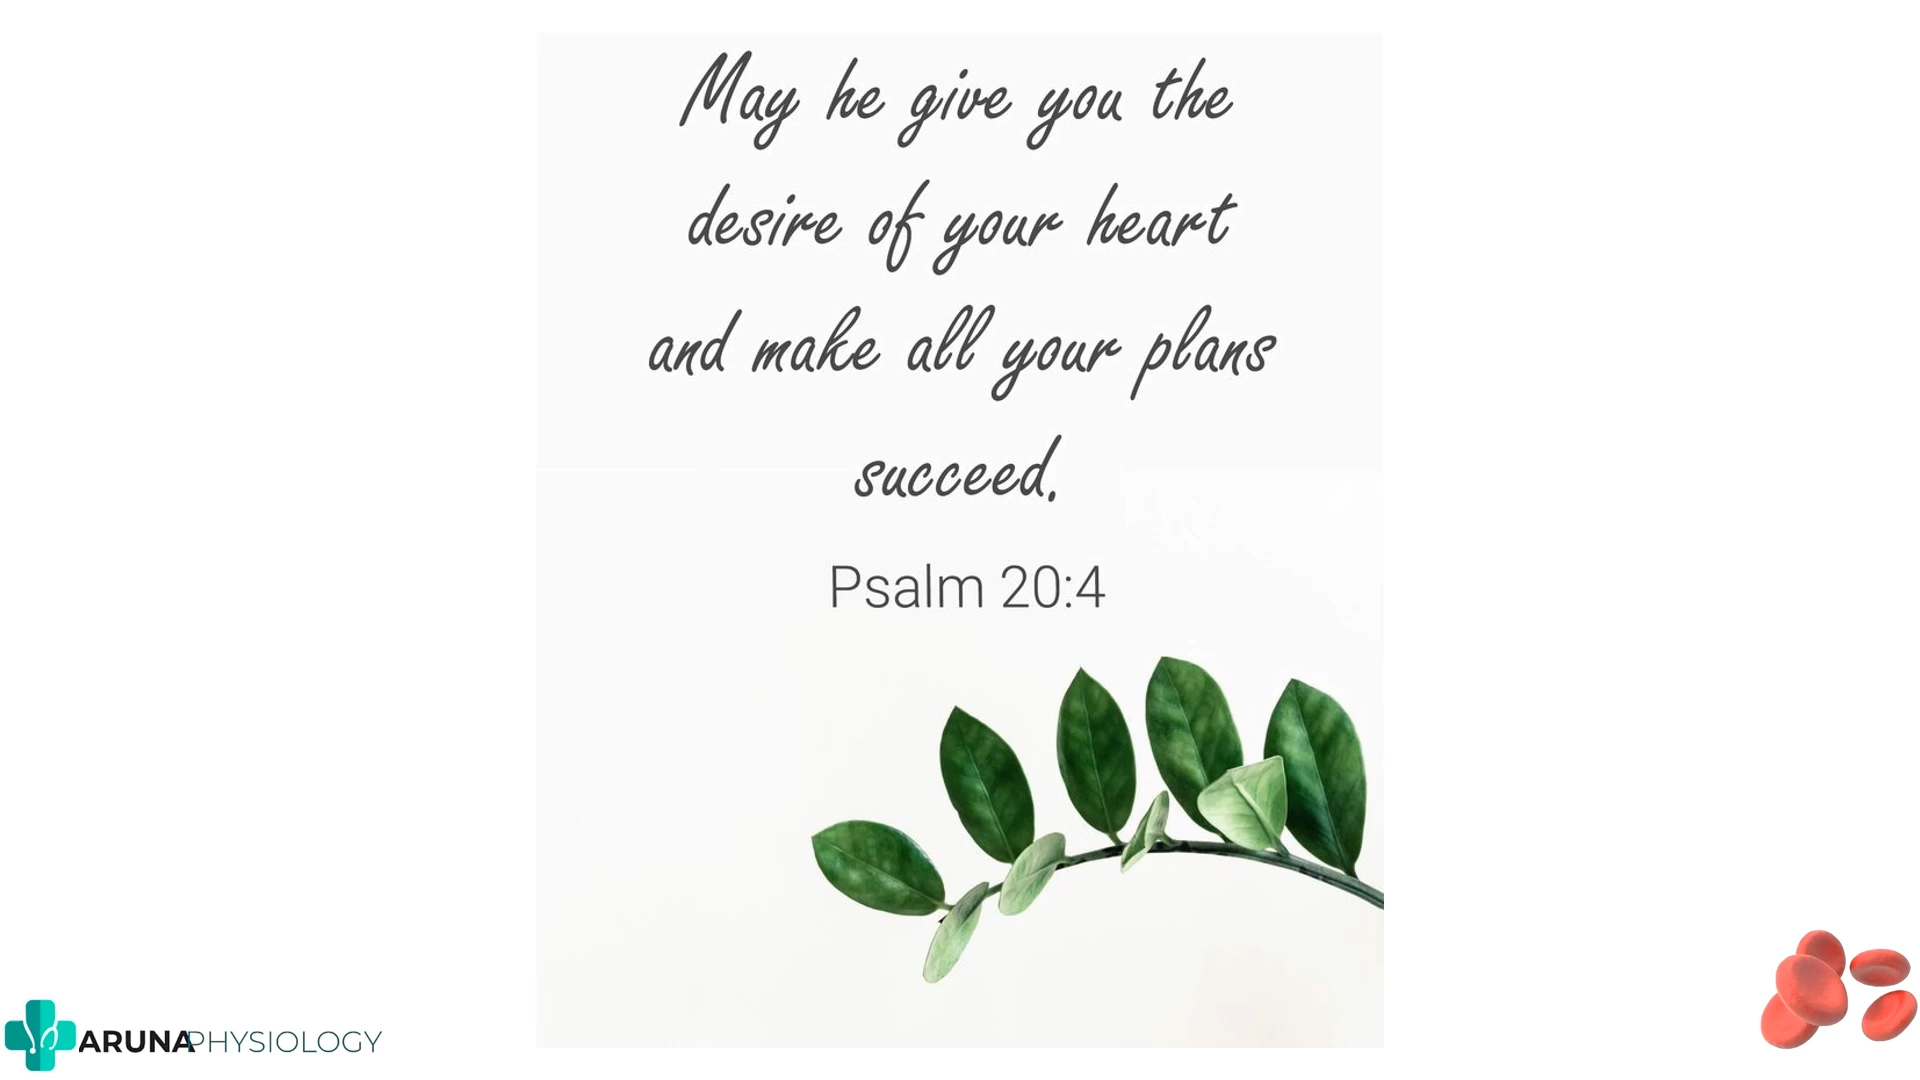 May he give you the
desire of your heart
and make all your plans
succeed.
Psalm 20:4
ARUNAPHYSIOLOGY